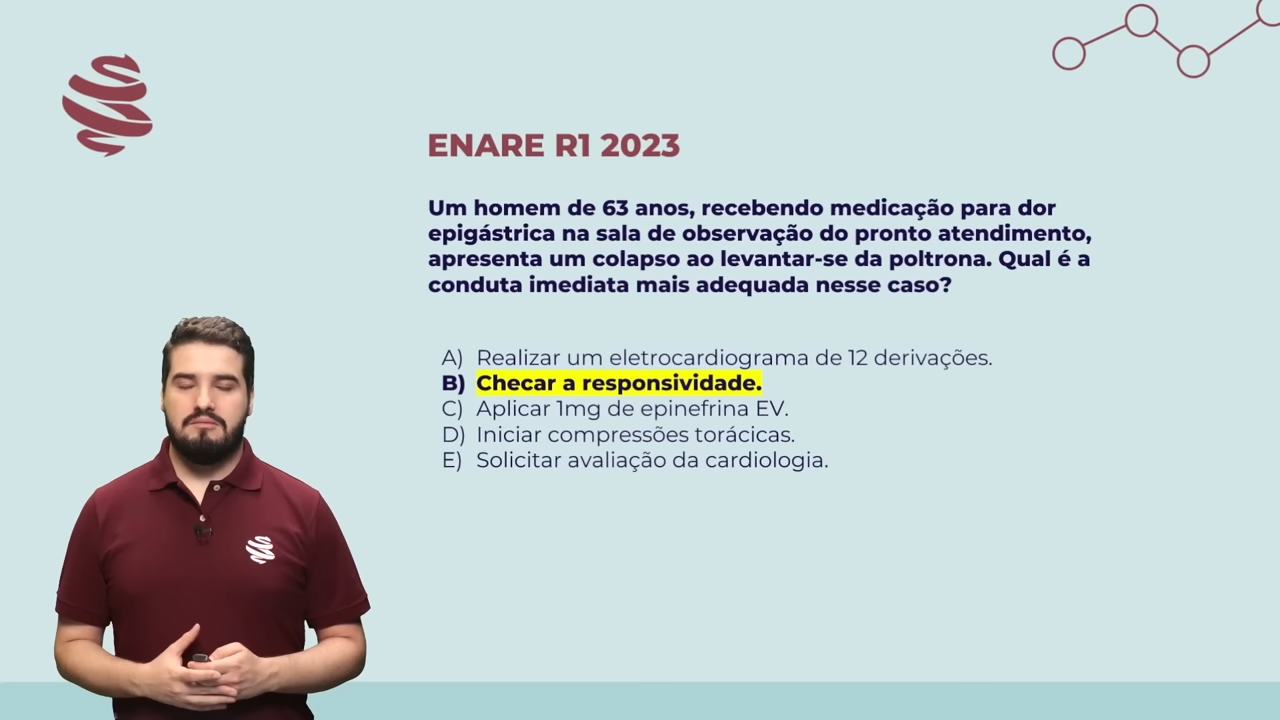 ENARE R1 2023
Um homem de 63 anos, recebendo medicação para dor
epigástrica na sala de observação do pronto atendimento,
apresenta um colapso ao levantar-se da poltrona. Qual é a
conduta imediata mais adequada nesse caso?
A) Realizar um eletrocardiograma de 12 derivações.
B) Checar a responsividade.
C) Aplicar 1mg de epinefrina EV.
D) Iniciar compressões torácicas.
E) Solicitar avaliação da cardiologia.